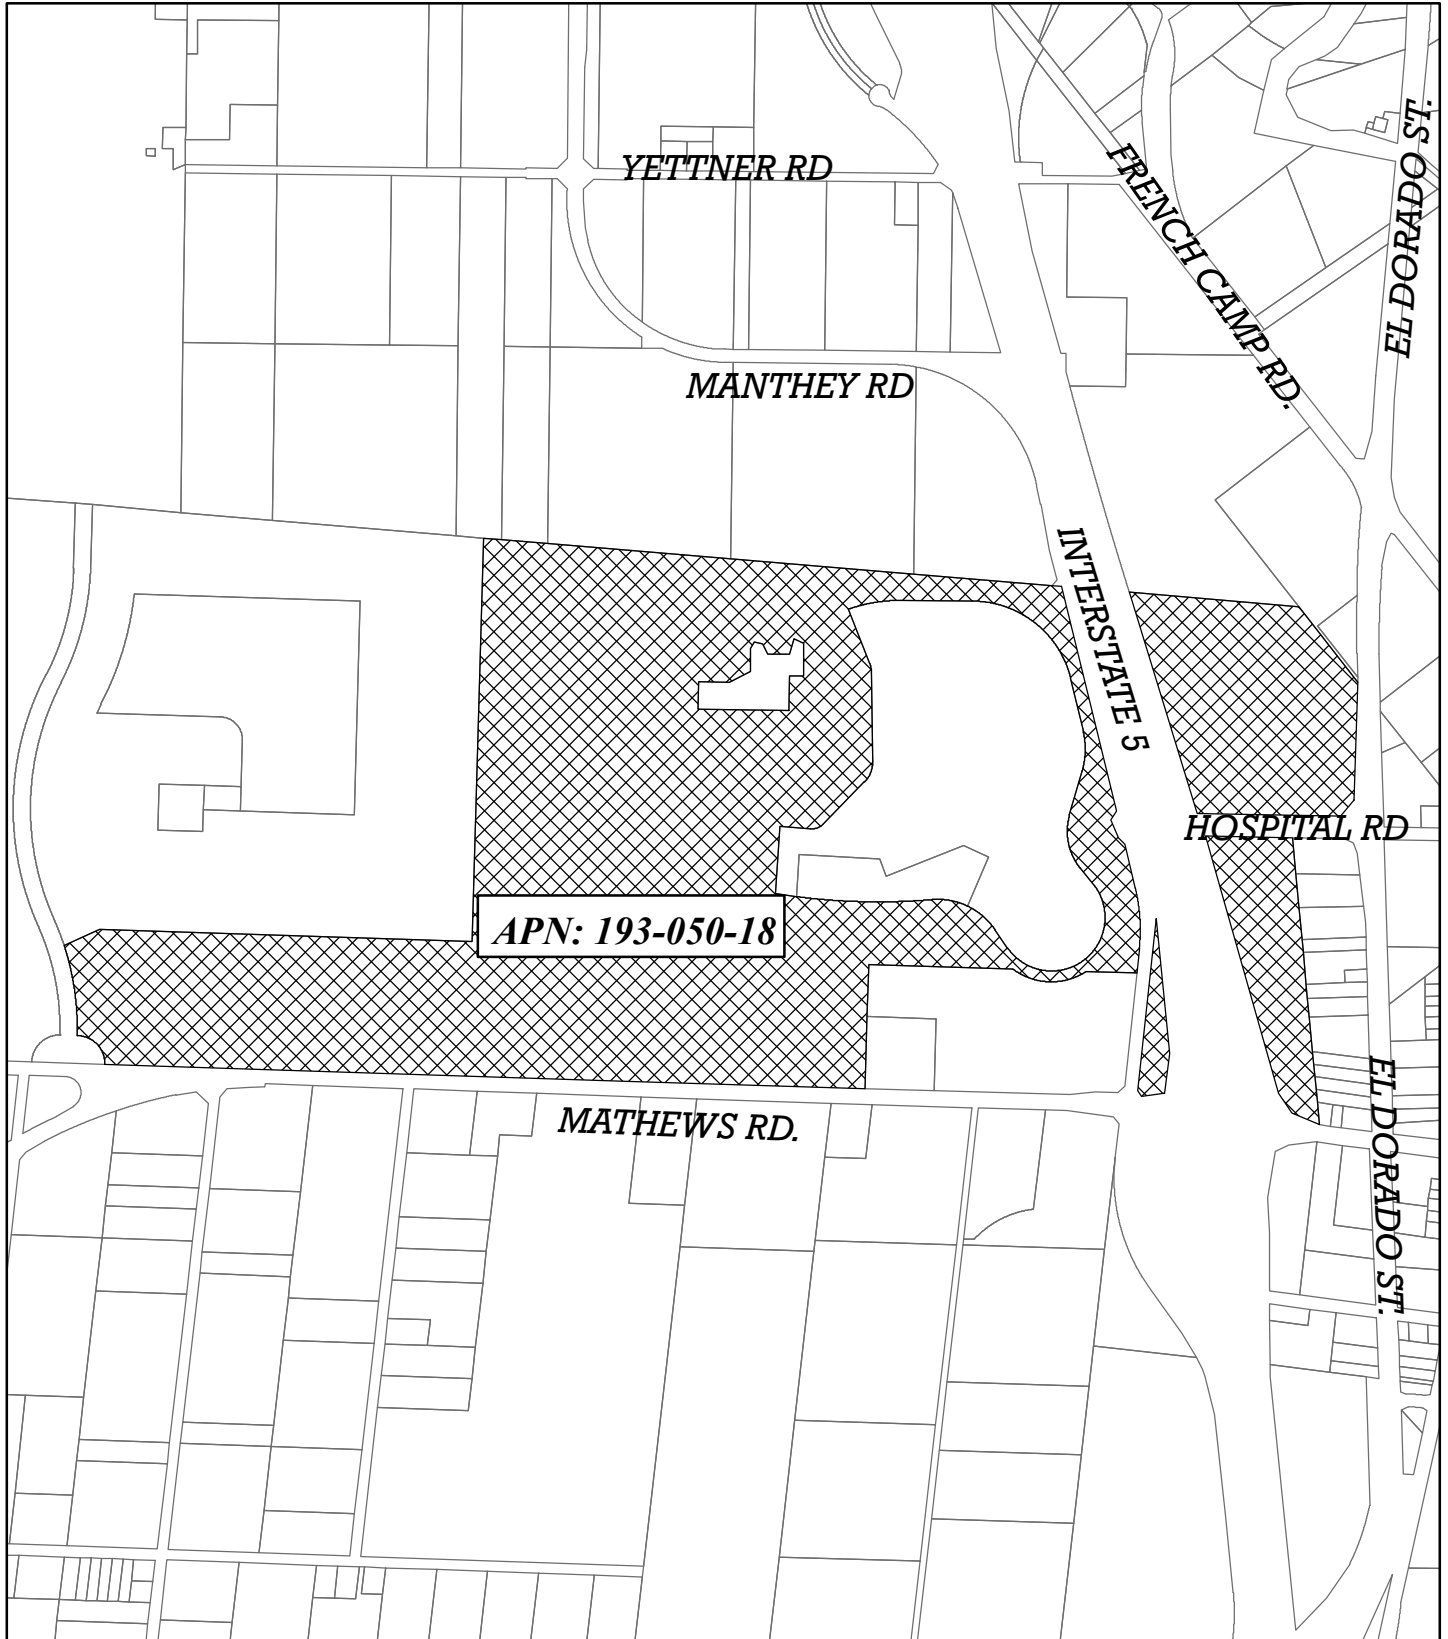 YETTNER RD
FRENCH CAMP RD.
EL DORADO ST.
MANTHEY RD
INTERSTATE 5
HOSPITAL RD
APN: 193-050-18
MATHEWS RD.
EL DORADO ST.